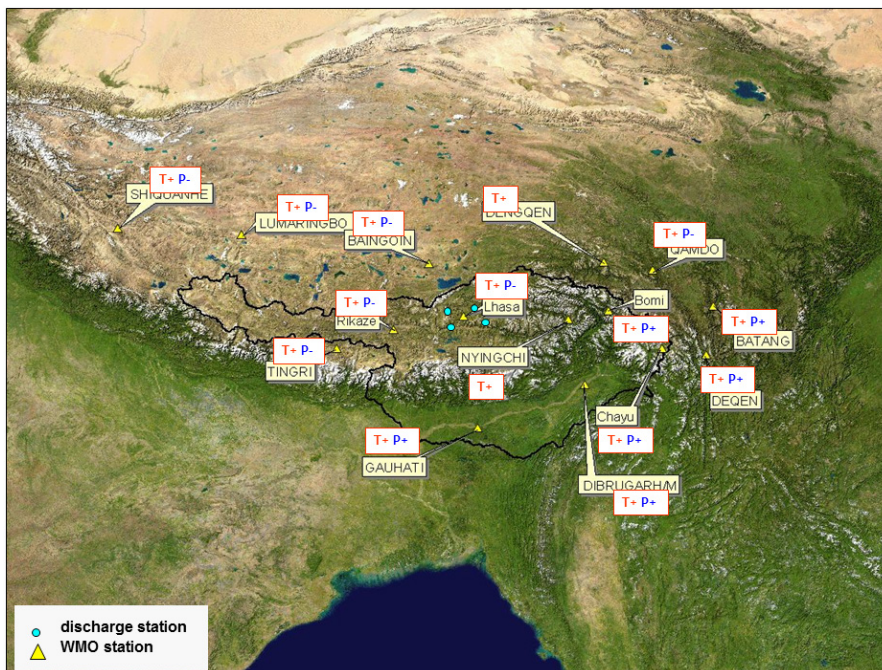 T+ P-
SHIQUANHE
T+ P-
LUMARINGBO
T+ P-
BAINGOIN
T+
DENGQEN
T+ P-
QAMDO
T+ P-
Lhasa
T+ P-
Rikaze
Bomi
T+ P+
T+ P+
BATANG
T+ P-
TINGRI
NYINGCHI
T+
T+ P+
DEQEN
Chayu
T+ P+
T+ P+
GAUHATI
DIBRUGARH/M
T+ P+
discharge station
WMO station